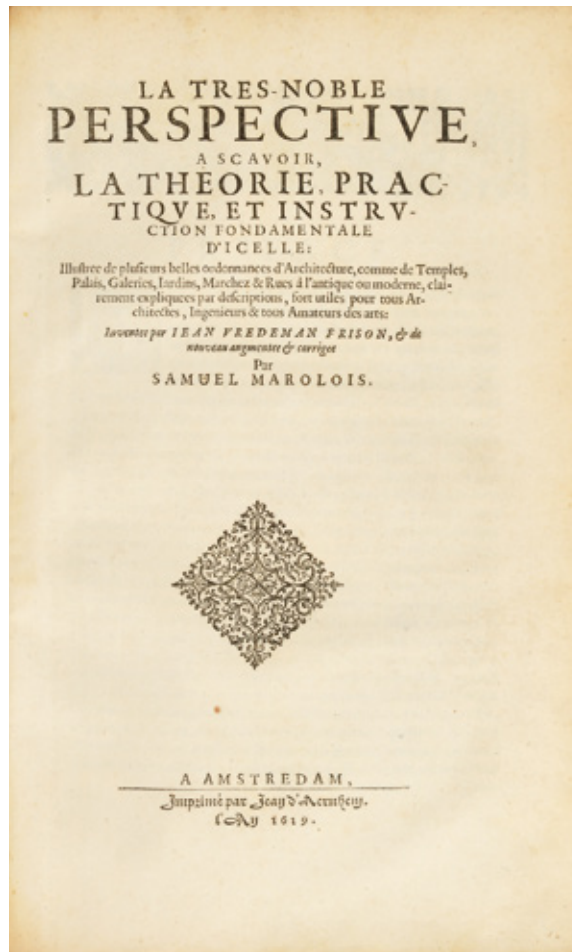 LA TRES-NOBLE
PERSPECTIVE,
A SCAVOIR,
LA THEORIE, PRAC-
TIQVE, ET INSTRV-
CTION FONDAMENTALE
D'ICELLE:
Illustree de plusieurs belles ordonnances d'Architecture, comme de Temples,
Palais, Galeries, Iardins, Marchez & Rues á l'antique ou moderne, clai-
rement expliquees par descriptions, fort utiles pour tous Ar-
chitectes, Ingenieurs & tous Amateurs des arts:
Inventee par IEAN VREDEMAN FRISON, & de
nouveau augmentee & corrigee
Par
SAMUEL MAROLOIS.
A AMSTREDAM,
Imprimé par Jean d'Aernhem.
l'An 1619.